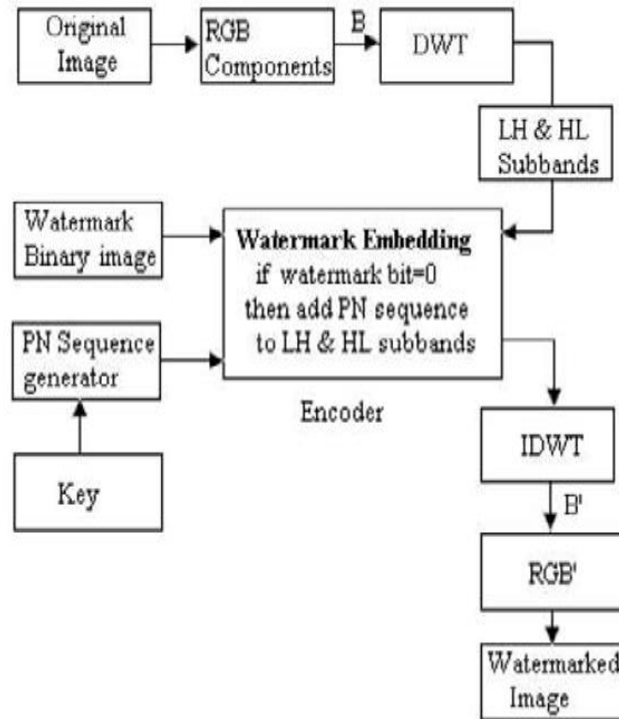 Original
Image
RGB
Components
B
DWT
LH & HL
Subbands
Watermark
Binary image
Watermark Embedding
if watermark bit=0
then add PN sequence
to LH & HL subbands
PN Sequence
generator
Encoder
Key
IDWT
B'
RGB'
Watermarked
Image